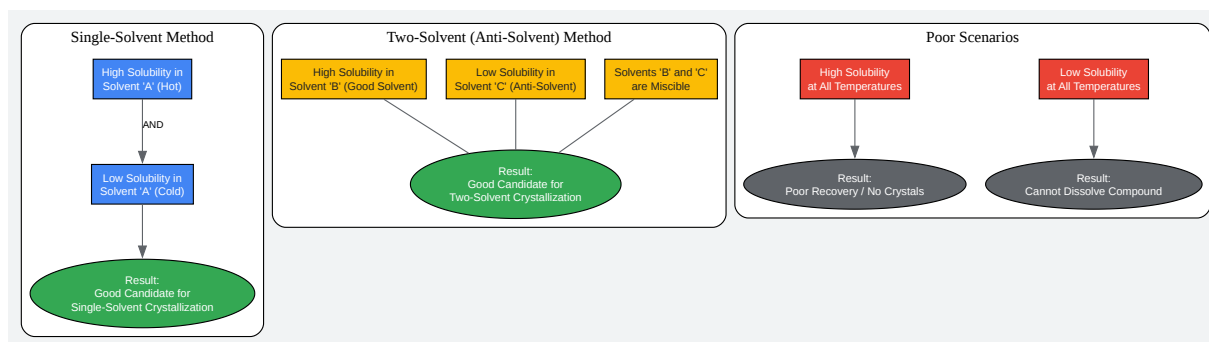 Single-Solvent Method
High Solubility in
Solvent 'A' (Hot)
AND
Low Solubility in
Solvent 'A' (Cold)
Result:
Good Candidate for
Single-Solvent Crystallization
Two-Solvent (Anti-Solvent) Method
High Solubility in
Solvent 'B' (Good Solvent)
Low Solubility in
Solvent 'C' (Anti-Solvent)
Solvents 'B' and 'C'
are Miscible
Result:
Good Candidate for
Two-Solvent Crystallization
Poor Scenarios
High Solubility
at All Temperatures
Result:
Poor Recovery / No Crystals
Low Solubility
at All Temperatures
Result:
Cannot Dissolve Compound